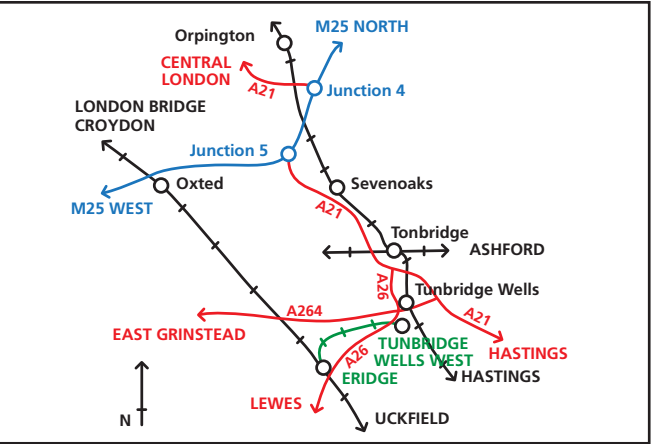 Orpington
M25 NORTH
CENTRAL
LONDON
A21
Junction 4
LONDON BRIDGE
CROYDON
Junction 5
Oxted
Sevenoaks
M25 WEST
A21
Tonbridge
ASHFORD
A26
Tunbridge Wells
A264
A21
EAST GRINSTEAD
TUNBRIDGE
WELLS WEST
HASTINGS
A26
ERIDGE
HASTINGS
LEWES
UCKFIELD
N